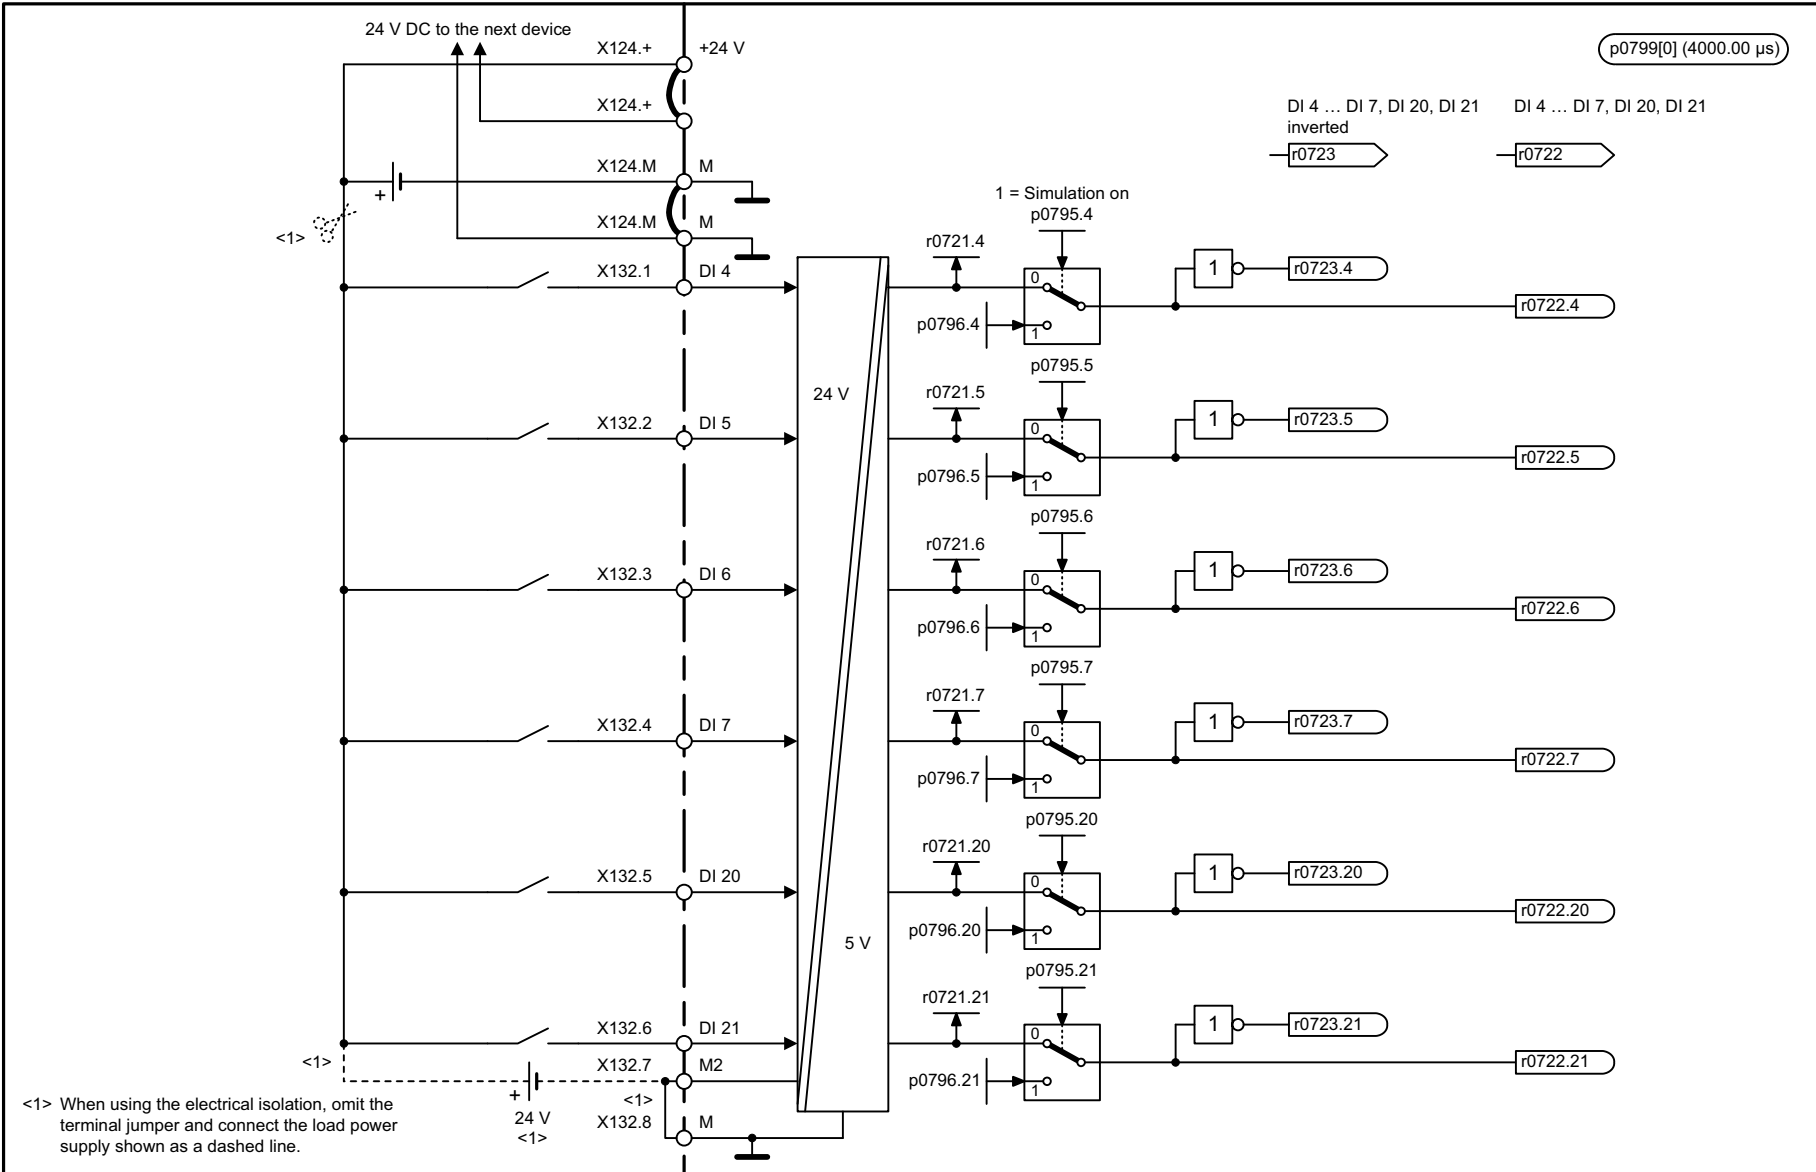 24 V DC to the next device
X124.+
+24 V
p0799[0] (4000.00 µs)
X124.+
DI 4 … DI 7, DI 20, DI 21
inverted
r0723
DI 4 … DI 7, DI 20, DI 21
r0722
X124.M
M
+
<1>
X124.M
M
1 = Simulation on
p0795.4
X132.1
DI 4
r0721.4
0
p0796.4
1
1
r0723.4
r0722.4
24 V
p0795.5
X132.2
DI 5
r0721.5
0
p0796.5
1
1
r0723.5
r0722.5
p0795.6
X132.3
DI 6
r0721.6
0
p0796.6
1
1
r0723.6
r0722.6
p0795.7
X132.4
DI 7
r0721.7
0
p0796.7
1
1
r0723.7
r0722.7
p0795.20
X132.5
DI 20
r0721.20
0
p0796.20
1
1
r0723.20
r0722.20
5 V
p0795.21
X132.6
DI 21
r0721.21
0
p0796.21
1
1
r0723.21
r0722.21
<1>
X132.7
M2
+
24 V
<1>
<1>
X132.8
M
<1> When using the electrical isolation, omit the
terminal jumper and connect the load power
supply shown as a dashed line.